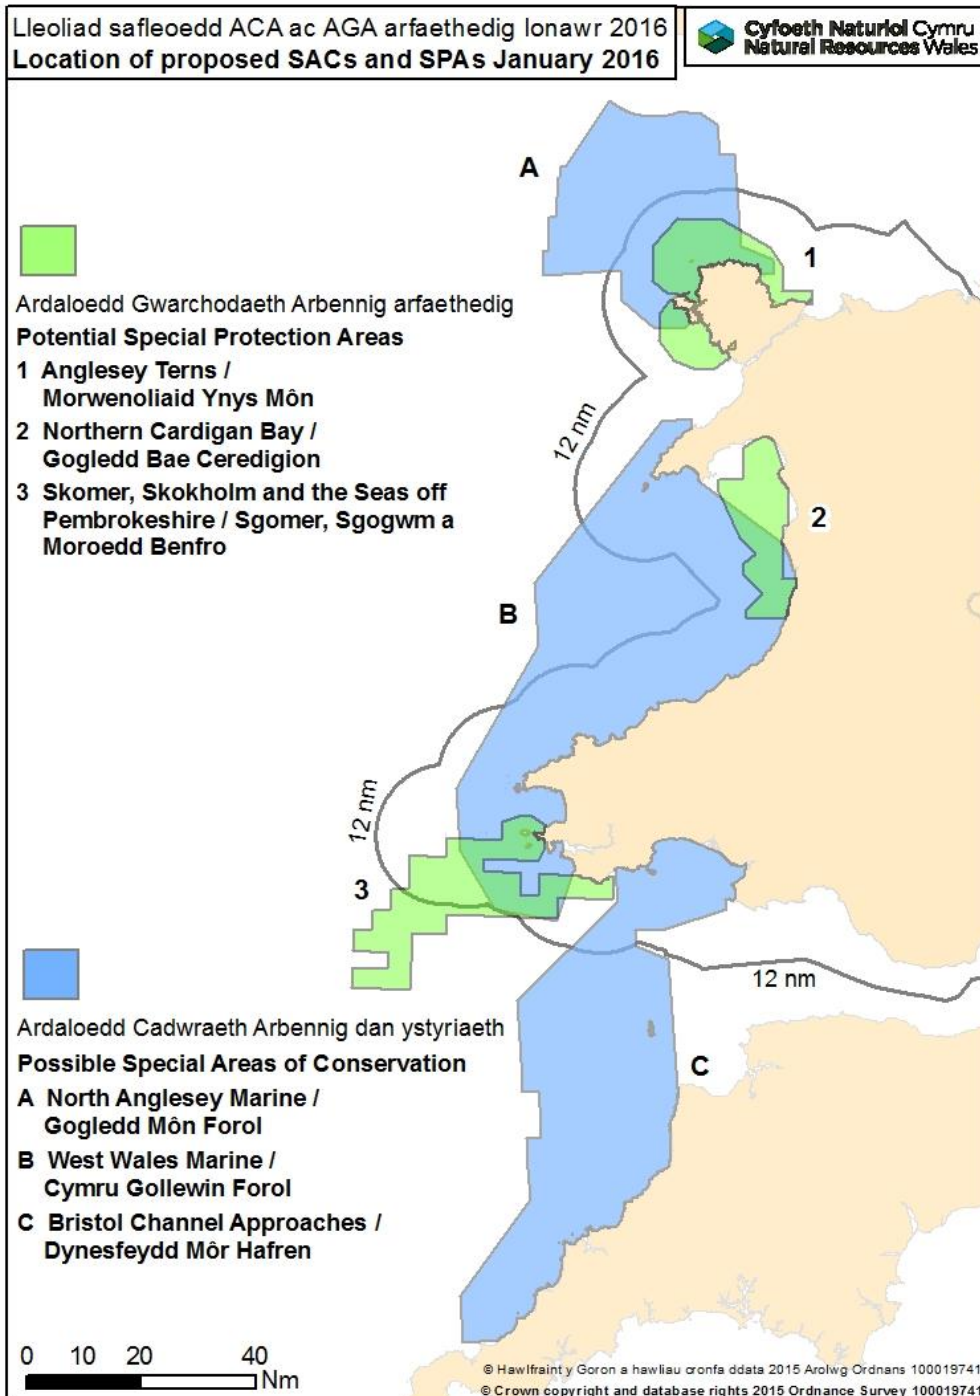 Lleoliad safleoedd ACA ac AGA arfaethedig Ionawr 2016
Location of proposed SACs and SPAs January 2016
Cyfoeth Naturiol Cymru
Natural Resources Wales
A
1
Ardaloedd Gwarchodaeth Arbennig arfaethedig
Potential Special Protection Areas
1 Anglesey Terns /
Morwenoliaid Ynys Môn
2 Northern Cardigan Bay /
Gogledd Bae Ceredigion
3 Skomer, Skokholm and the Seas off
Pembrokeshire / Sgomer, Sgogwm a
Moroedd Benfro
12 nm
2
B
12 nm
3
12 nm
C
Ardaloedd Cadwraeth Arbennig dan ystyriaeth
Possible Special Areas of Conservation
A North Anglesey Marine /
Gogledd Môn Forol
B West Wales Marine /
Cymru Gollewin Forol
C Bristol Channel Approaches /
Dynesfeydd Môr Hafren
0 10 20 40
Nm
© Hawlfraint y Goron a hawliau cronfa ddata 2015 Arolwg Ordnans 100019741
© Crown copyright and database rights 2015 Ordnance Survey 100019741